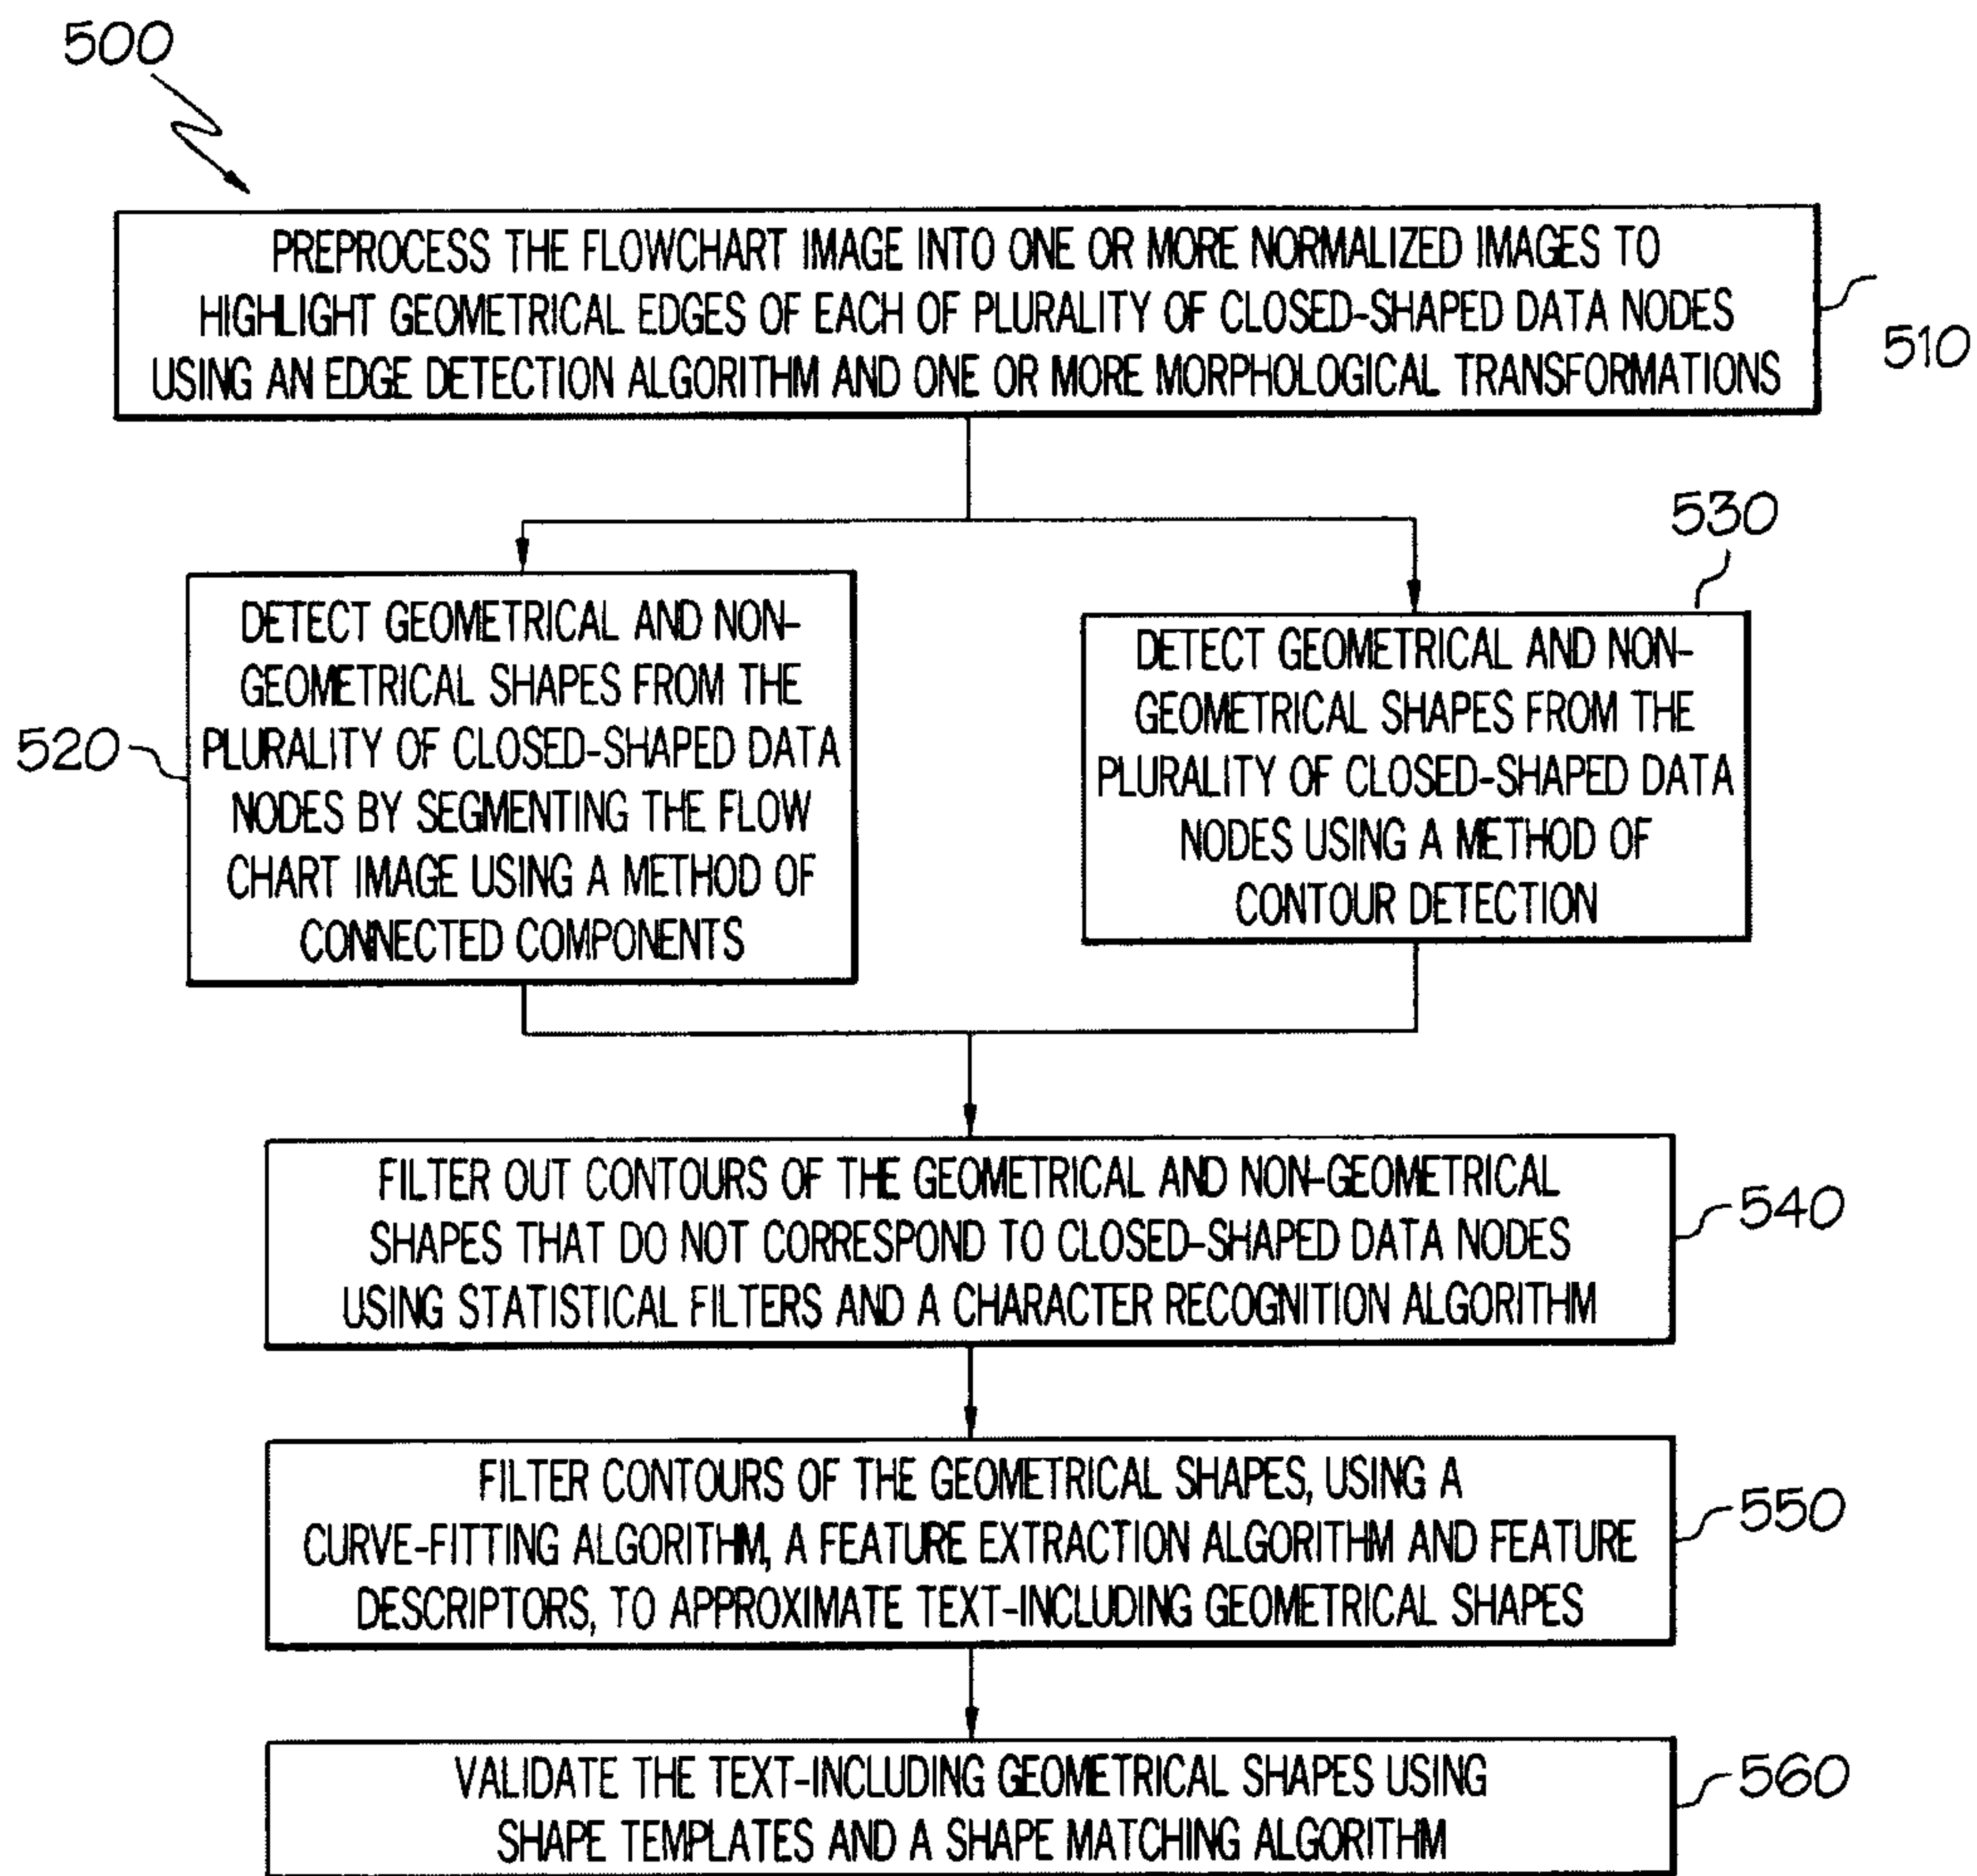 500
PREPROCESS THE FLOWCHART IMAGE INTO ONE OR MORE NORMALIZED IMAGES TO
HIGHLIGHT GEOMETRICAL EDGES OF EACH OF PLURALITY OF CLOSED-SHAPED DATA NODES
USING AN EDGE DETECTION ALGORITHM AND ONE OR MORE MORPHOLOGICAL TRANSFORMATIONS
510
520
DETECT GEOMETRICAL AND NON-
GEOMETRICAL SHAPES FROM THE
PLURALITY OF CLOSED-SHAPED DATA
NODES BY SEGMENTING THE FLOW
CHART IMAGE USING A METHOD OF
CONNECTED COMPONENTS
530
DETECT GEOMETRICAL AND NON-
GEOMETRICAL SHAPES FROM THE
PLURALITY OF CLOSED-SHAPED DATA
NODES USING A METHOD OF
CONTOUR DETECTION
FILTER OUT CONTOURS OF THE GEOMETRICAL AND NON-GEOMETRICAL
SHAPES THAT DO NOT CORRESPOND TO CLOSED-SHAPED DATA NODES
USING STATISTICAL FILTERS AND A CHARACTER RECOGNITION ALGORITHM
540
FILTER CONTOURS OF THE GEOMETRICAL SHAPES, USING A
CURVE-FITTING ALGORITHM, A FEATURE EXTRACTION ALGORITHM AND FEATURE
DESCRIPTORS, TO APPROXIMATE TEXT-INCLUDING GEOMETRICAL SHAPES
550
VALIDATE THE TEXT-INCLUDING GEOMETRICAL SHAPES USING
SHAPE TEMPLATES AND A SHAPE MATCHING ALGORITHM
560